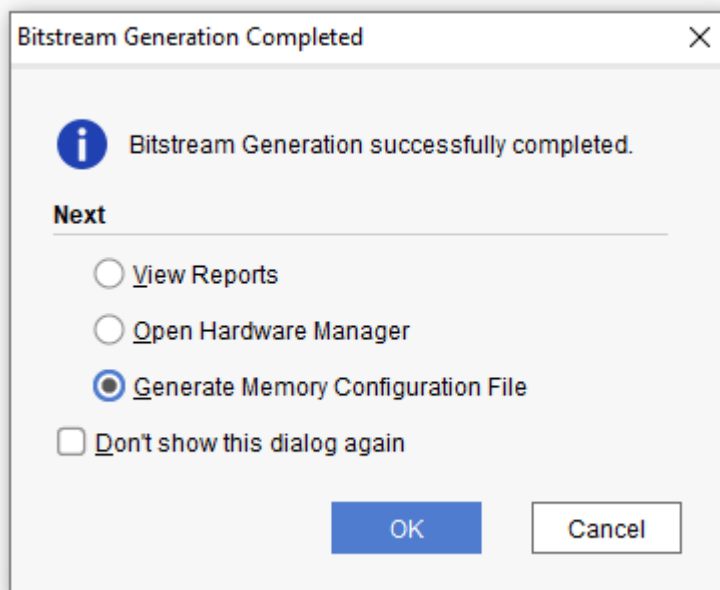 Bitstream Generation Completed
Bitstream Generation successfully completed.
Next
View Reports
Open Hardware Manager
Generate Memory Configuration File
Don't show this dialog again
OK
Cancel